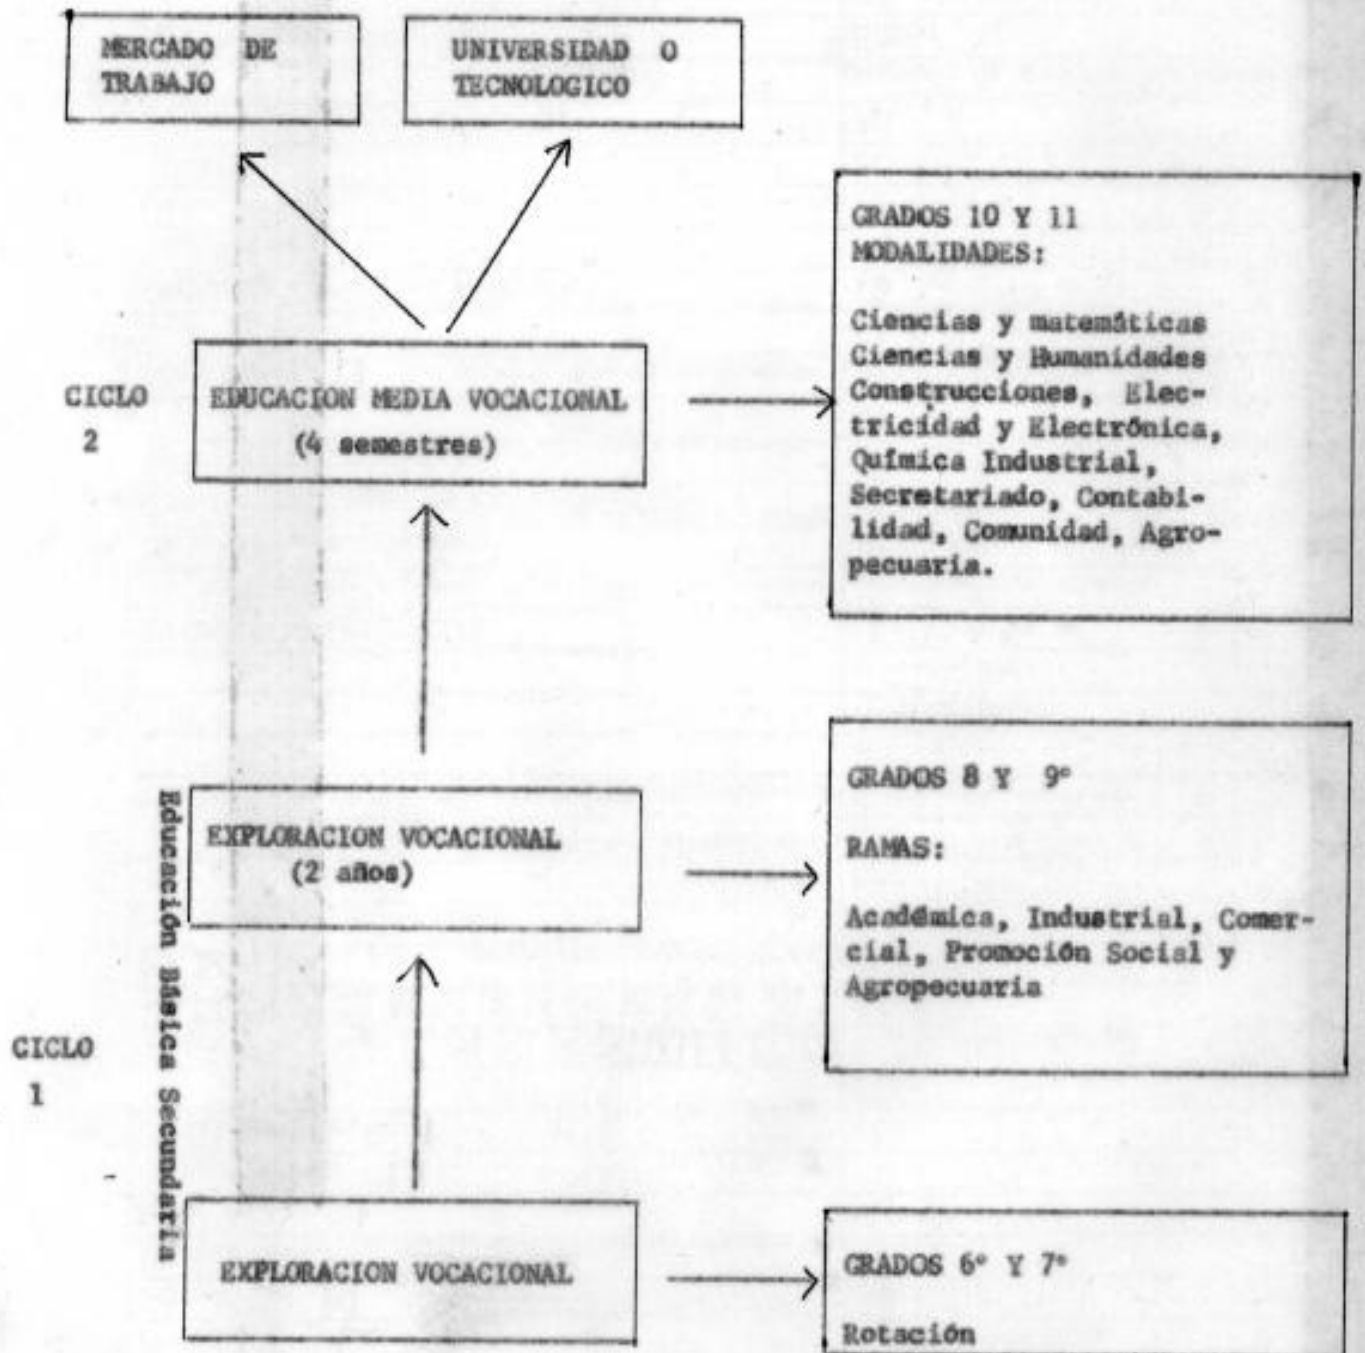 MERCADO DE
TRABAJO
UNIVERSIDAD O
TECNOLOGICO
GRADOS 10 Y 11
MODALIDADES:
Ciencias y matemáticas
Ciencias y Humanidades
Construcciones, Elec-
tricidad y Electrónica,
Química Industrial,
Secretariado, Contabi-
lidad, Comunidad, Agro-
pecuaria.
CICLO
2
EDUCACION MEDIA VOCACIONAL
(4 semestres)
GRADOS 8 Y 9°
RAMAS:
Académica, Industrial, Comer-
cial, Promoción Social y
Agropecuaria
EXPLORACION VOCACIONAL
(2 años)
Educación Básica Secundaria
CICLO
1
EXPLORACION VOCACIONAL
GRADOS 6° Y 7°
Rotación